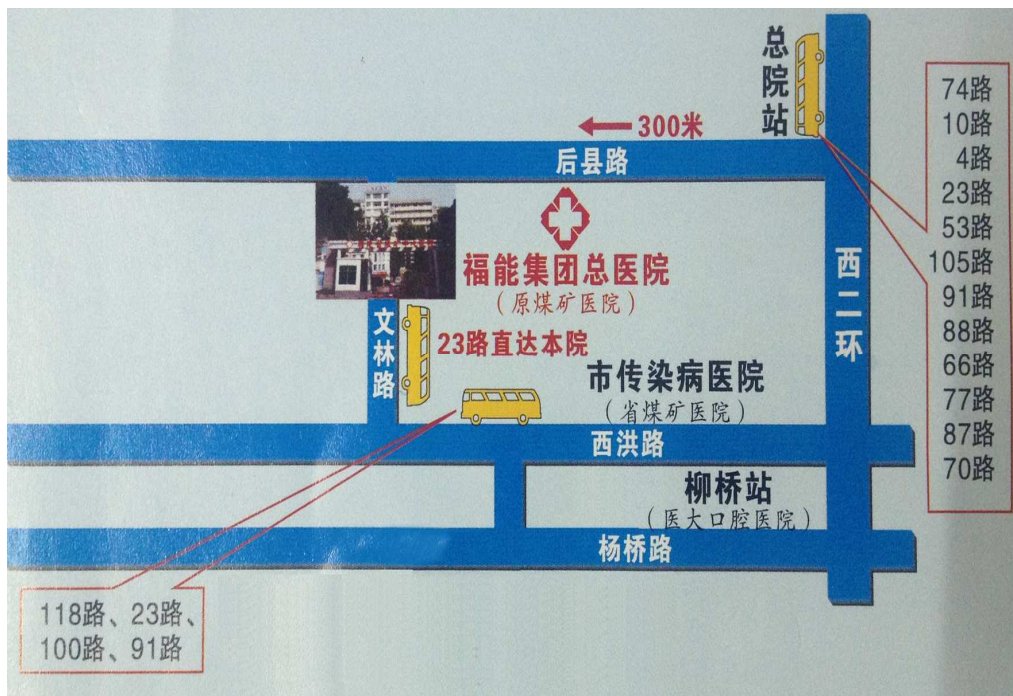 总院站
74路
10路
4路
23路
53路
105路
91路
88路
66路
77路
87路
70路
300米
后县路
福能集团总医院
(原煤矿医院)
西二环
文林路
23路直达本院
市传染病医院
(省煤矿医院)
西洪路
柳桥站
(医大口腔医院)
杨桥路
118路、23路、
100路、91路